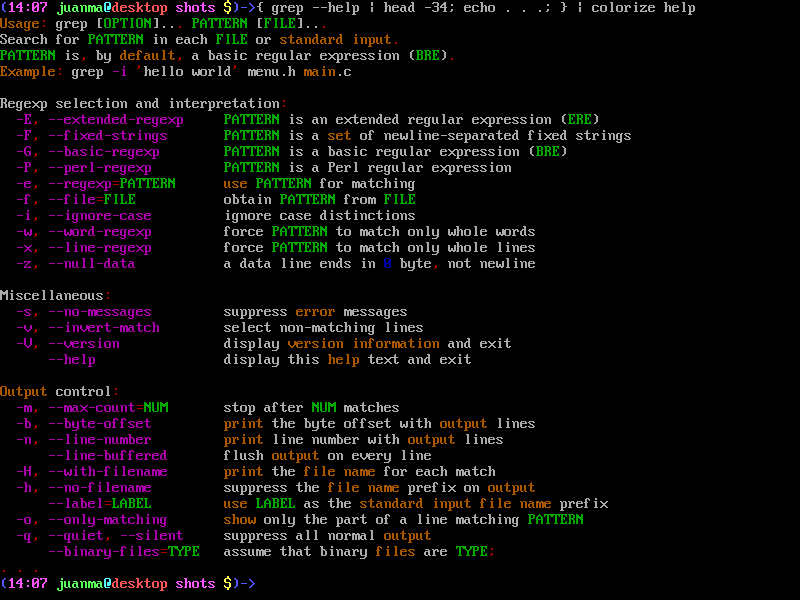 (14:07 juanma@desktop shots $)->{ grep --help | head -34; echo . . .; } | colorize help
Usage: grep [OPTION]... PATTERN [FILE]...
Search for PATTERN in each FILE or standard input.
PATTERN is, by default, a basic regular expression (BRE).
Example: grep -i 'hello world' menu.h main.c

Regexp selection and interpretation:
  -E, --extended-regexp     PATTERN is an extended regular expression (ERE)
  -F, --fixed-strings       PATTERN is a set of newline-separated fixed strings
  -G, --basic-regexp        PATTERN is a basic regular expression (BRE)
  -P, --perl-regexp         PATTERN is a Perl regular expression
  -e, --regexp=PATTERN      use PATTERN for matching
  -f, --file=FILE           obtain PATTERN from FILE
  -i, --ignore-case         ignore case distinctions
  -w, --word-regexp         force PATTERN to match only whole words
  -x, --line-regexp         force PATTERN to match only whole lines
  -z, --null-data           a data line ends in 0 byte, not newline

Miscellaneous:
  -s, --no-messages         suppress error messages
  -v, --invert-match        select non-matching lines
  -V, --version             display version information and exit
      --help                display this help text and exit

Output control:
  -m, --max-count=NUM       stop after NUM matches
  -b, --byte-offset         print the byte offset with output lines
  -n, --line-number         print line number with output lines
      --line-buffered       flush output on every line
  -H, --with-filename       print the file name for each match
  -h, --no-filename         suppress the file name prefix on output
      --label=LABEL         use LABEL as the standard input file name prefix
  -o, --only-matching       show only the part of a line matching PATTERN
  -q, --quiet, --silent     suppress all normal output
      --binary-files=TYPE   assume that binary files are TYPE:
. . .
(14:07 juanma@desktop shots $)->